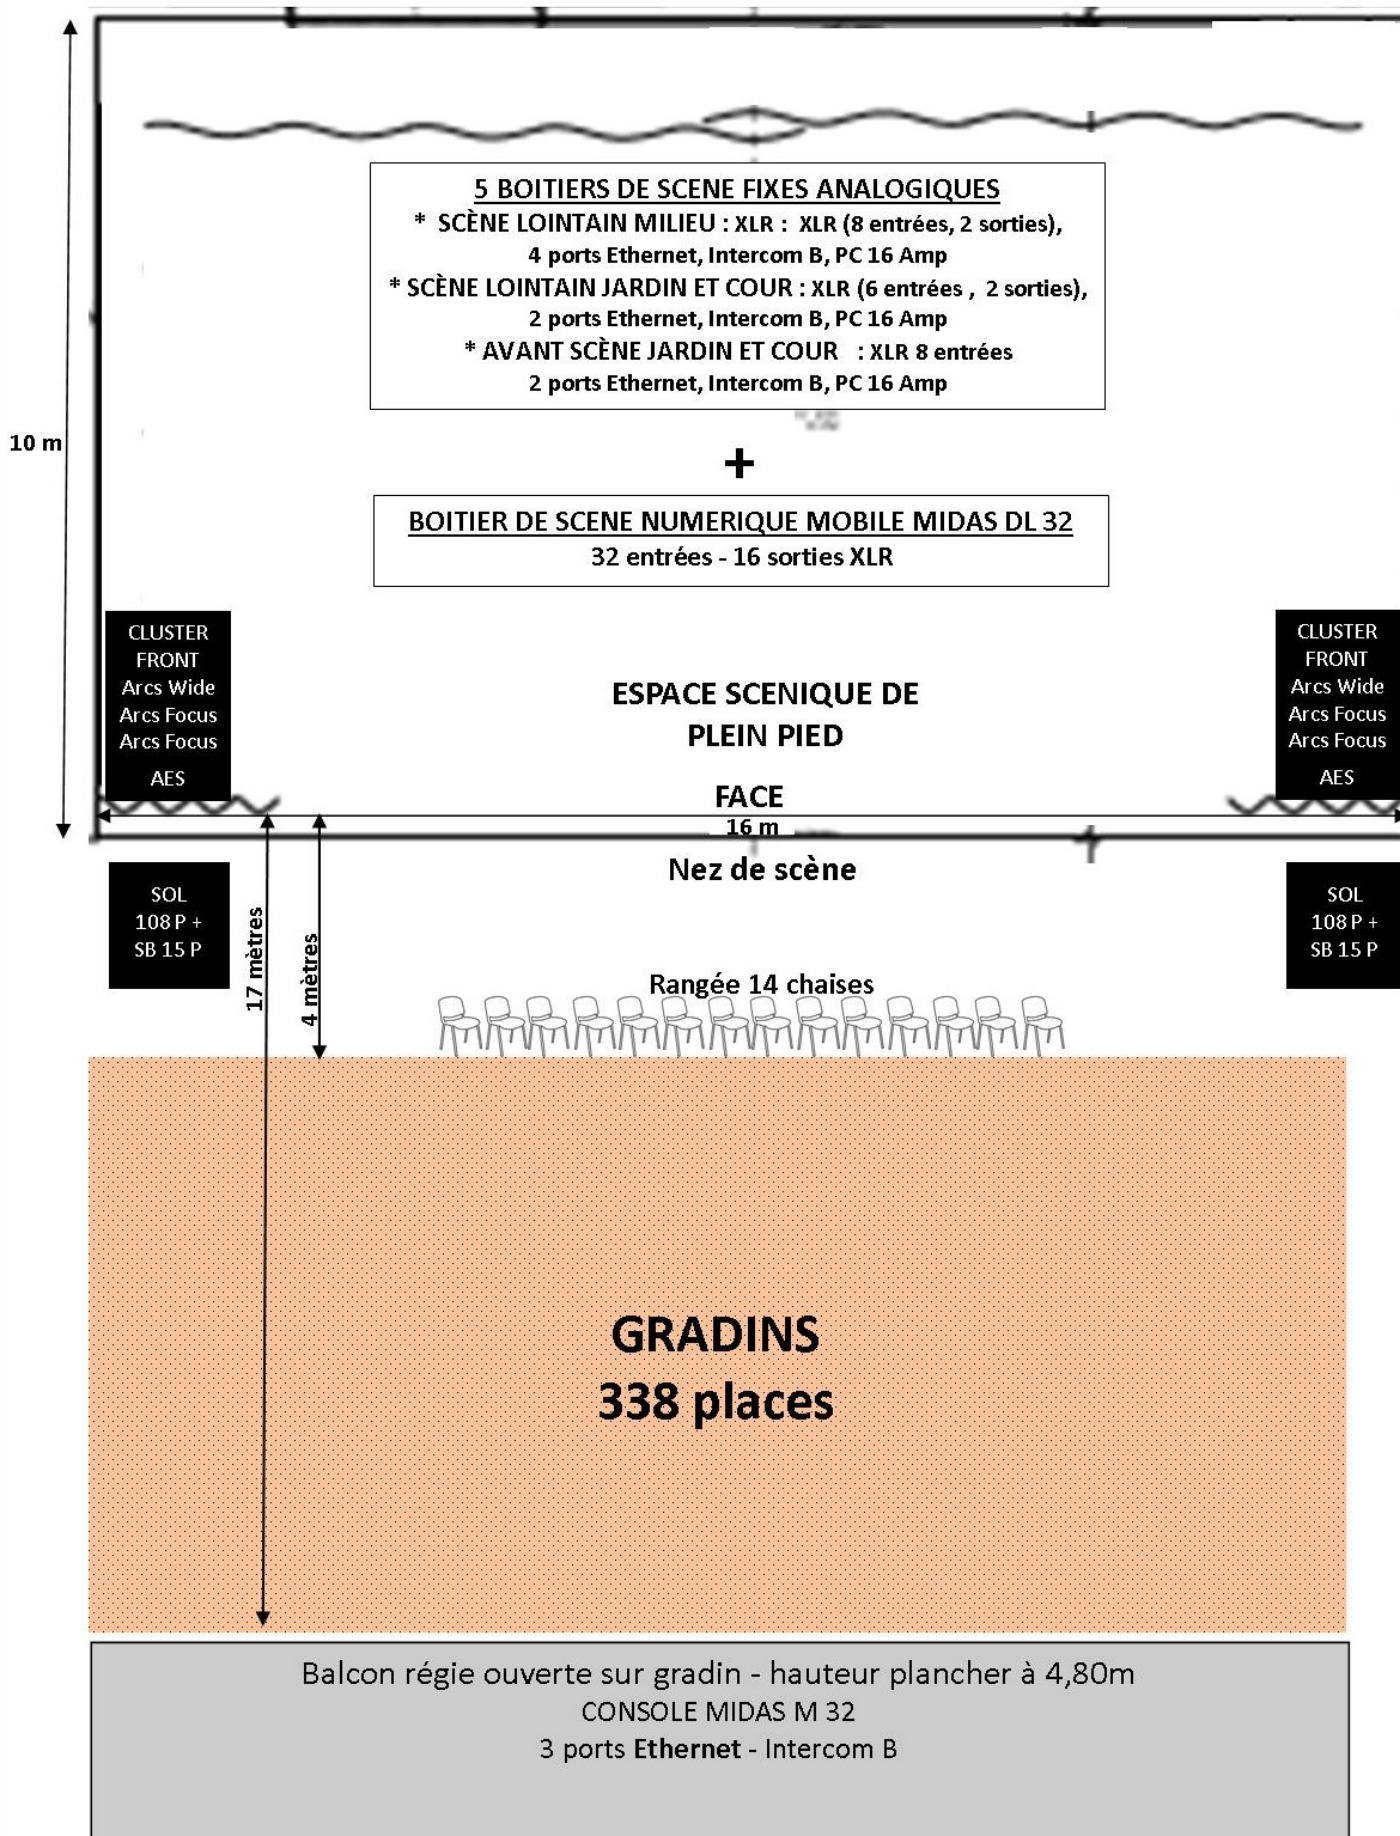 5 BOITIERS DE SCENE FIXES ANALOGIQUES
* SCÈNE LOINTAIN MILIEU : XLR : XLR (8 entrées, 2 sorties),
4 ports Ethernet, Intercom B, PC 16 Amp
* SCÈNE LOINTAIN JARDIN ET COUR : XLR (6 entrées , 2 sorties),
2 ports Ethernet, Intercom B, PC 16 Amp
* AVANT SCÈNE JARDIN ET COUR : XLR 8 entrées
2 ports Ethernet, Intercom B, PC 16 Amp
10 m
+
BOITIER DE SCENE NUMERIQUE MOBILE MIDAS DL 32
32 entrées - 16 sorties XLR
CLUSTER
FRONT
Arcs Wide
Arcs Focus
Arcs Focus
AES
ESPACE SCENIQUE DE
PLEIN PIED
CLUSTER
FRONT
Arcs Wide
Arcs Focus
Arcs Focus
AES
FACE
16 m
Nez de scène
SOL
108 P +
SB 15 P
17 mètres
4 mètres
SOL
108 P +
SB 15 P
Rangée 14 chaises
GRADINS
338 places
Balcon régie ouverte sur gradin - hauteur plancher à 4,80m
CONSOLE MIDAS M 32
3 ports Ethernet - Intercom B